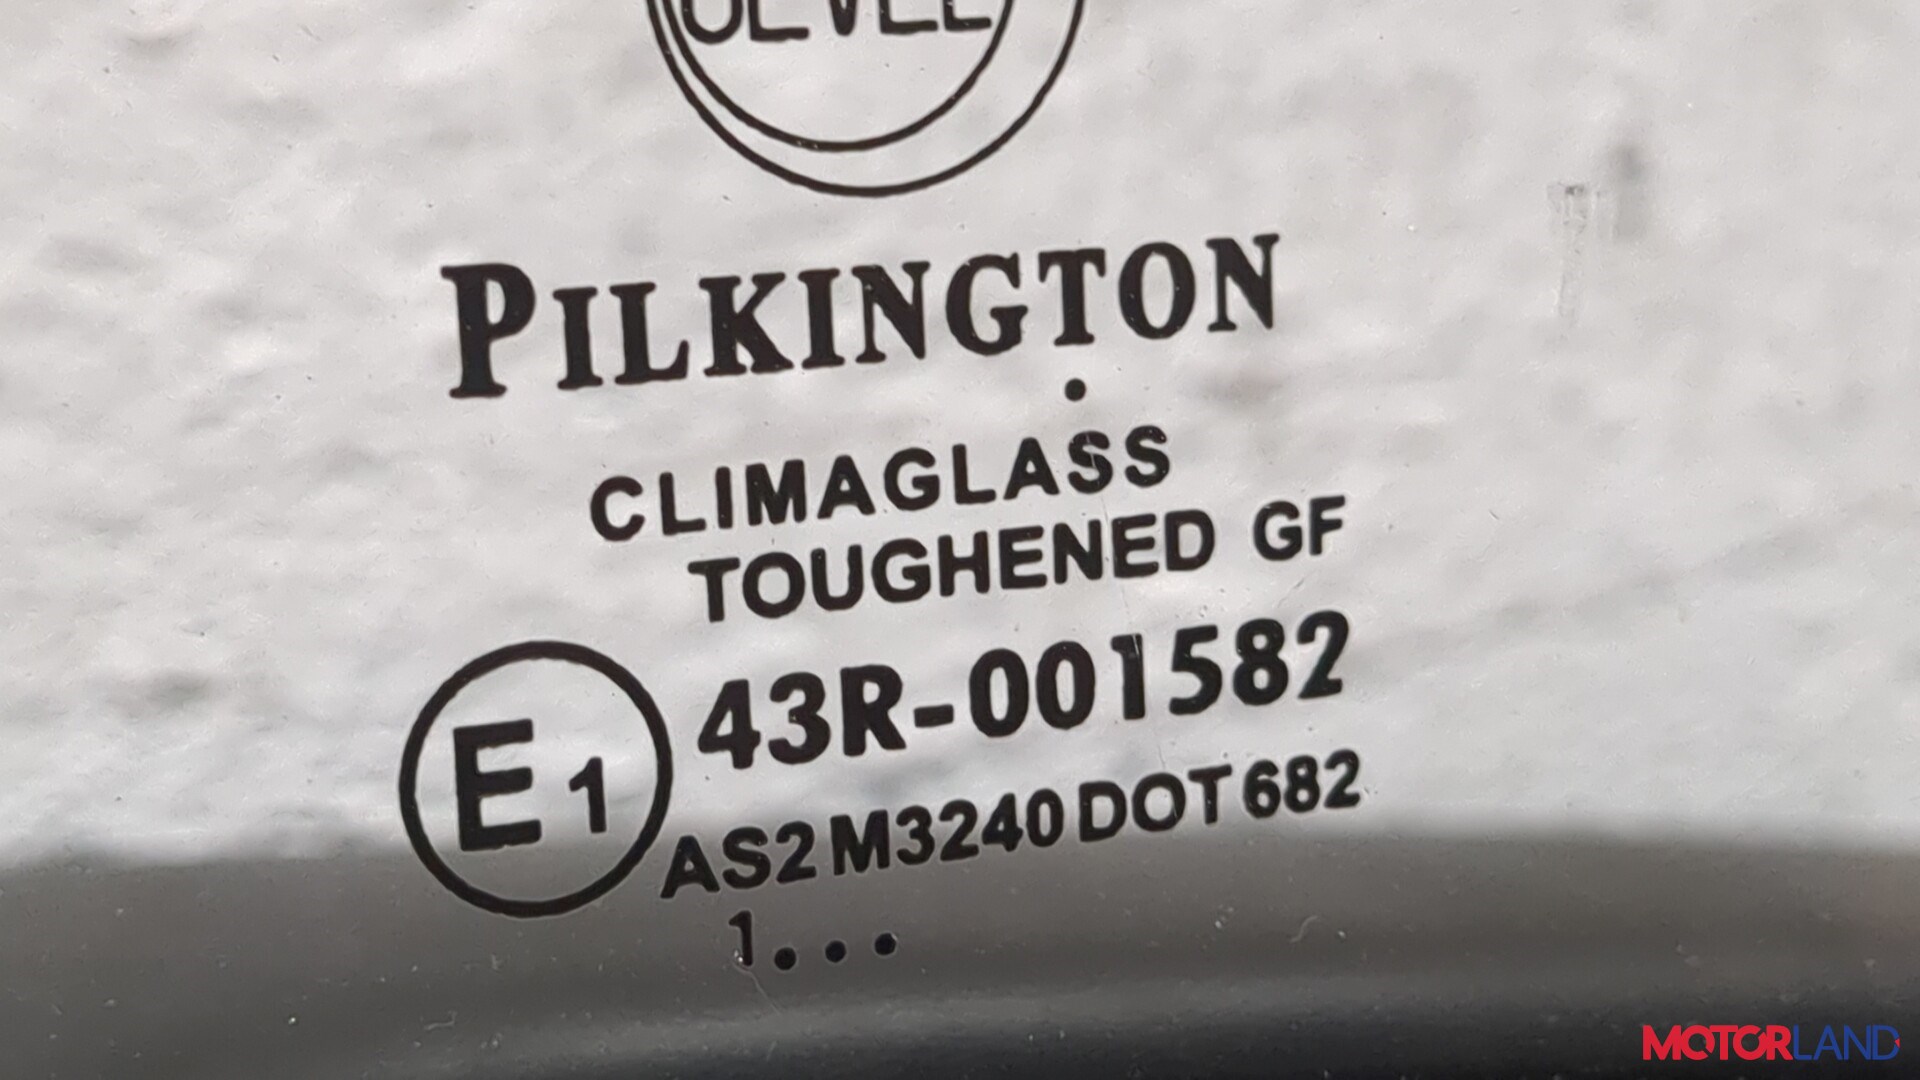 PILKINGTON
CLIMAGLASS
TOUGHENED GF
43R-001582
E1
AS2 M3240 DOT 682
1...
MOTORLAND